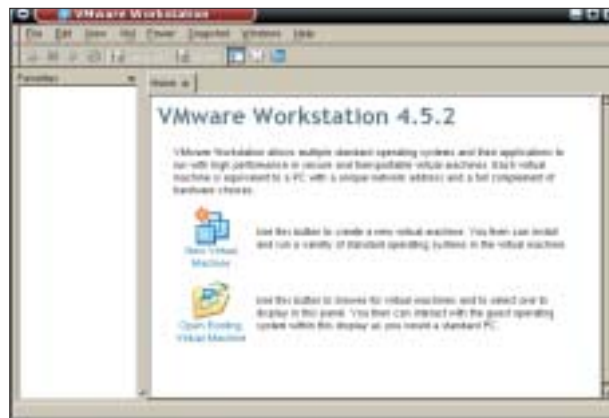 VMware Workstation
File Edit View VM Power Snapshot Windows Help
Favorites
Home
VMware Workstation 4.5.2
VMware Workstation allows multiple standard operating systems and their applications to
run with high performance in secure and transportable virtual machines. Each virtual
machine is equivalent to a PC with a unique network address and a full complement of
hardware choices.
New Virtual
Machine
Use this button to create a new virtual machine. You then can install
and run a variety of standard operating systems in the virtual machine
Open Existing
Virtual Machine
Use this button to browse for virtual machines and to select one to
display in this panel. You then can interact with the guest operating
system within this display as you would a standard PC.